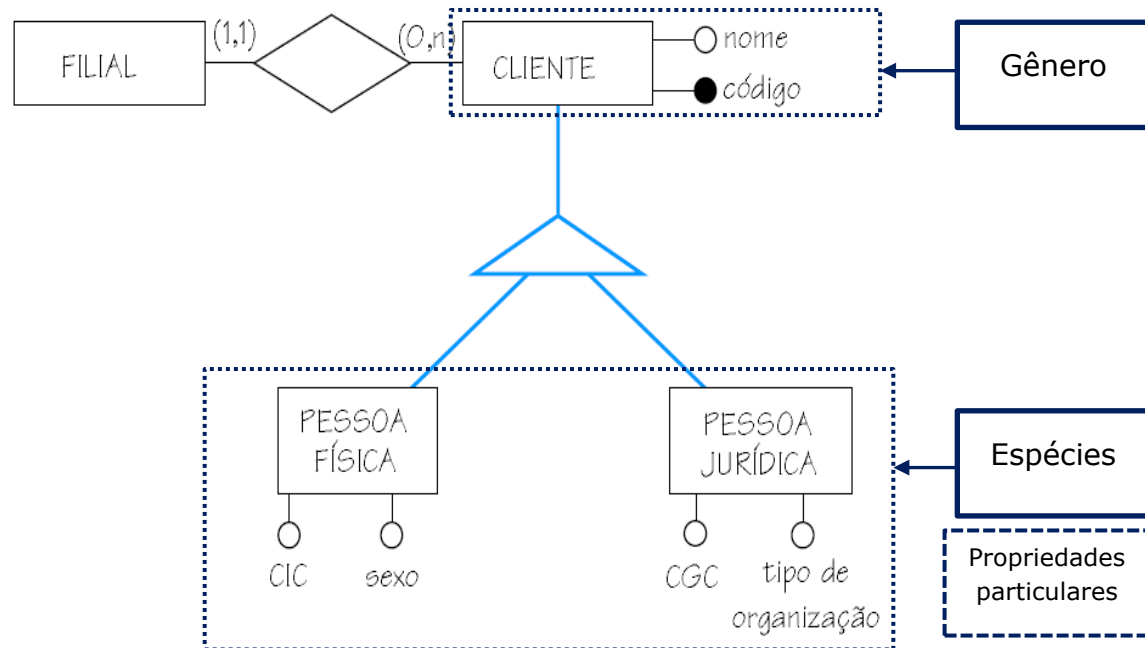 FILIAL
(1,1)
(0,n)
CLIENTE
nome
código
Gênero
PESSOA
FÍSICA
PESSOA
JURÍDICA
Espécies
CIC
sexo
CGC
tipo de
organização
Propriedades
particulares